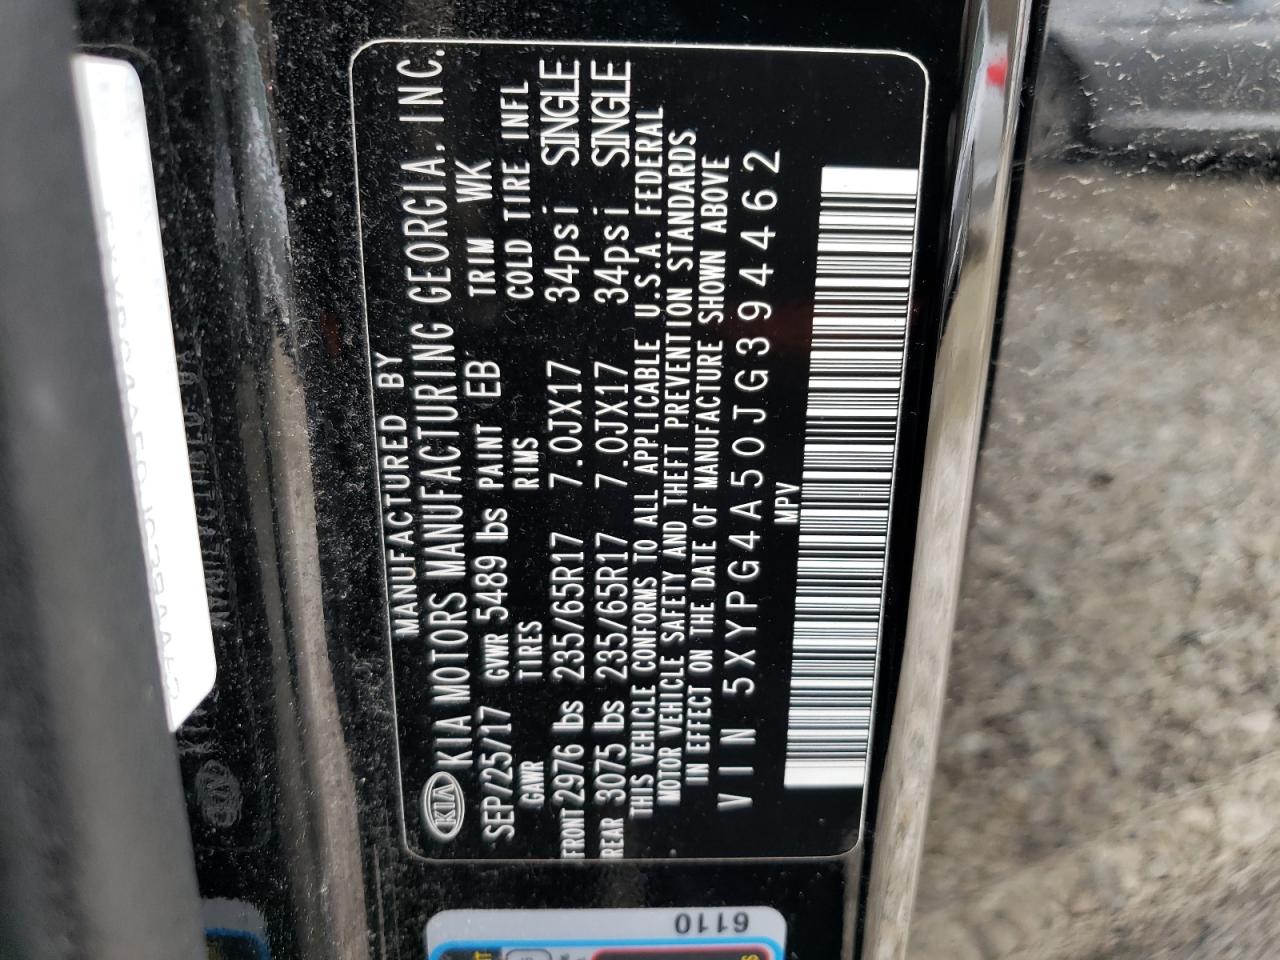 MANUFACTURED BY
KIA KIA MOTORS MANUFACTURING GEORGIA, INC.
SEP/25/17 GVWR 5489 lbs PAINT EB TRIM WK
GAWR TIRES RIMS COLD TIRE INFL
FRONT 2976 lbs 235/65R17 7.0JX17 34psi SINGLE
REAR 3075 lbs 235/65R17 7.0JX17 34psi SINGLE
THIS VEHICLE CONFORMS TO ALL APPLICABLE U.S.A. FEDERAL
MOTOR VEHICLE SAFETY AND THEFT PREVENTION STANDARDS
IN EFFECT ON THE DATE OF MANUFACTURE SHOWN ABOVE
VIN 5XYPG4A50JG394462
MPV
6110